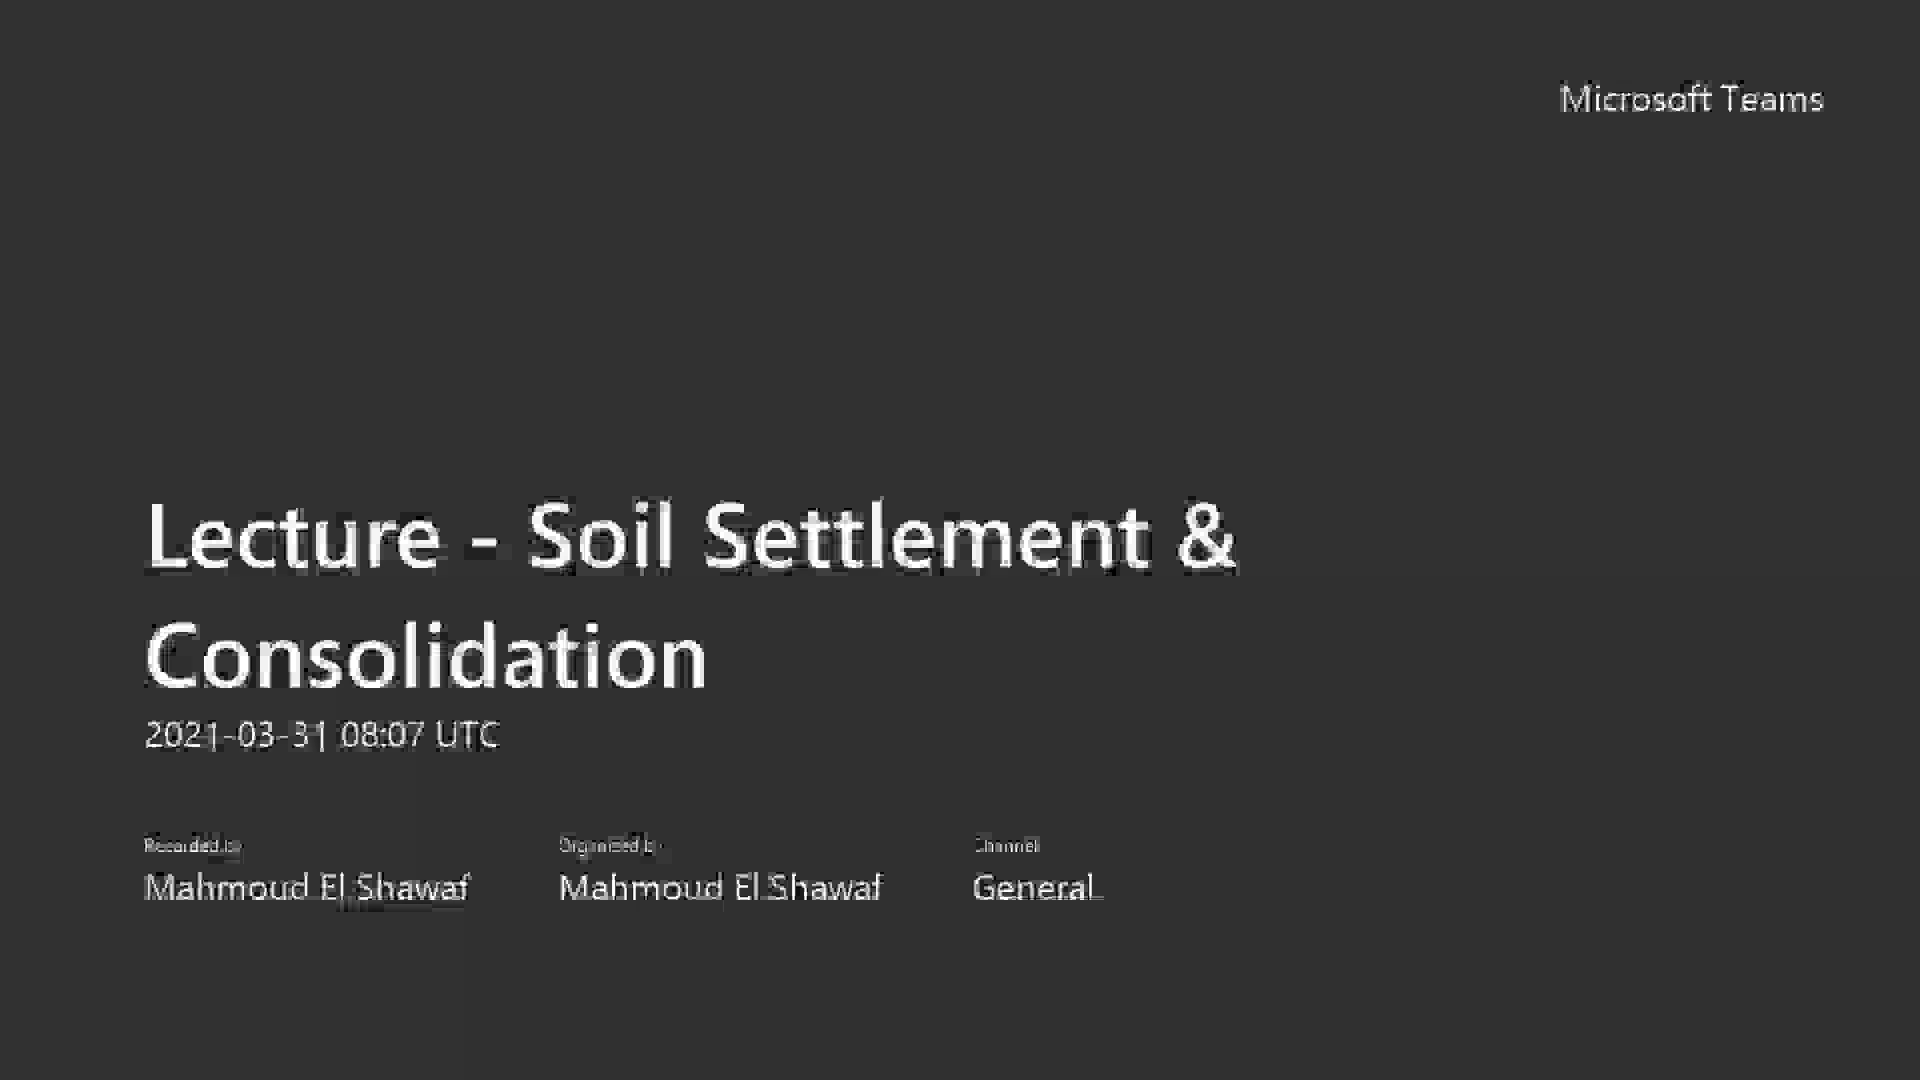 Microsoft Teams
Lecture - Soil Settlement &
Consolidation
2021-03-31 08:07 UTC
Recorded by Organized by Channel
Mahmoud El Shawaf Mahmoud El Shawaf General